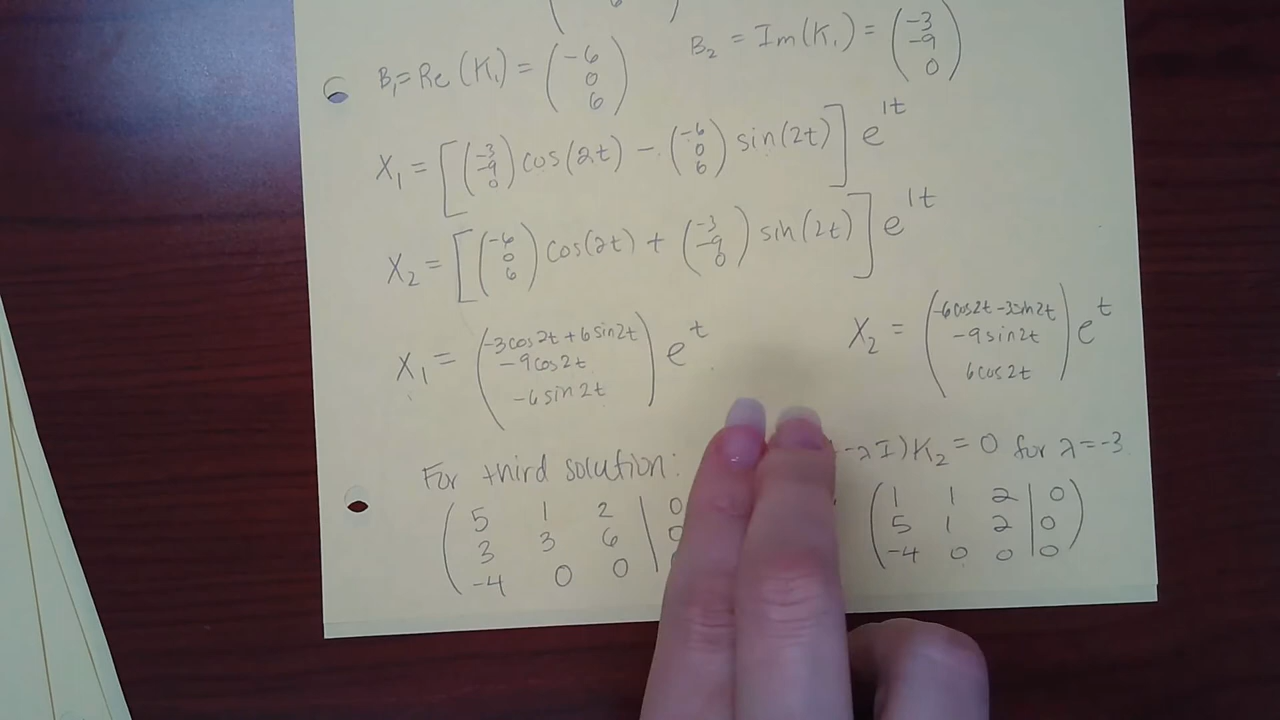 B₁=Re(K₁) = (-6 0 6) B₂ = Im(K₁) = (-3 -9 0)
X₁ = [(-3 -9 0) cos(2t) - (-6 0 6) sin(2t)] e^1t
X₂ = [(-6 0 6) cos(2t) + (-3 -9 0) sin(2t)] e^1t
X₁ = (-3cos2t + 6sin2t -9cos2t -6sin2t) e^t X₂ = (-6cos2t -3sin2t -9sin2t 6cos2t) e^t
For third solution: -λI)K₂ = 0 for λ=-3
5 1 2 | 0 1 1 2 | 0
3 3 6 | 0 5 1 2 | 0
-4 0 0 | -4 0 0 | 0